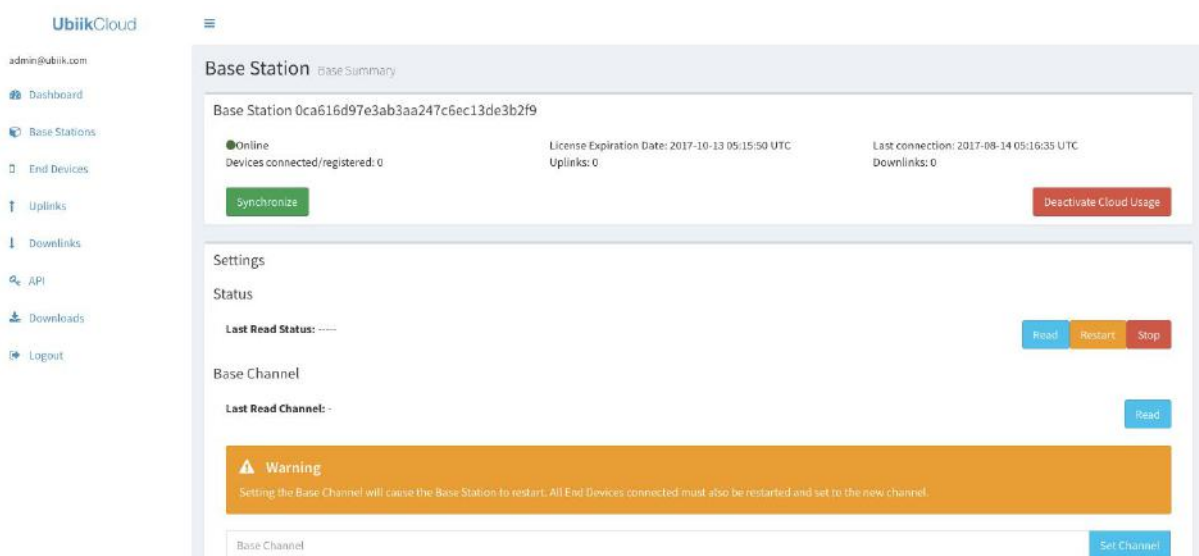 UbiikCloud
admin@ubiik.com
Dashboard
Base Stations
End Devices
Uplinks
Downlinks
API
Downloads
Logout
Base Station Base Summary
Base Station 0ca616d97e3ab3aa247c6ec13de3b2f9
Online
License Expiration Date: 2017-10-13 05:15:50 UTC
Last connection: 2017-08-14 05:16:35 UTC
Devices connected/registered: 0
Uplinks: 0
Downlinks: 0
Synchronize
Deactivate Cloud Usage
Settings
Status
Last Read Status: -----
Read
Restart
Stop
Base Channel
Last Read Channel: -
Read
Warning
Setting the Base Channel will cause the Base Station to restart. All End Devices connected must also be restarted and set to the new channel.
Base Channel
Set Channel